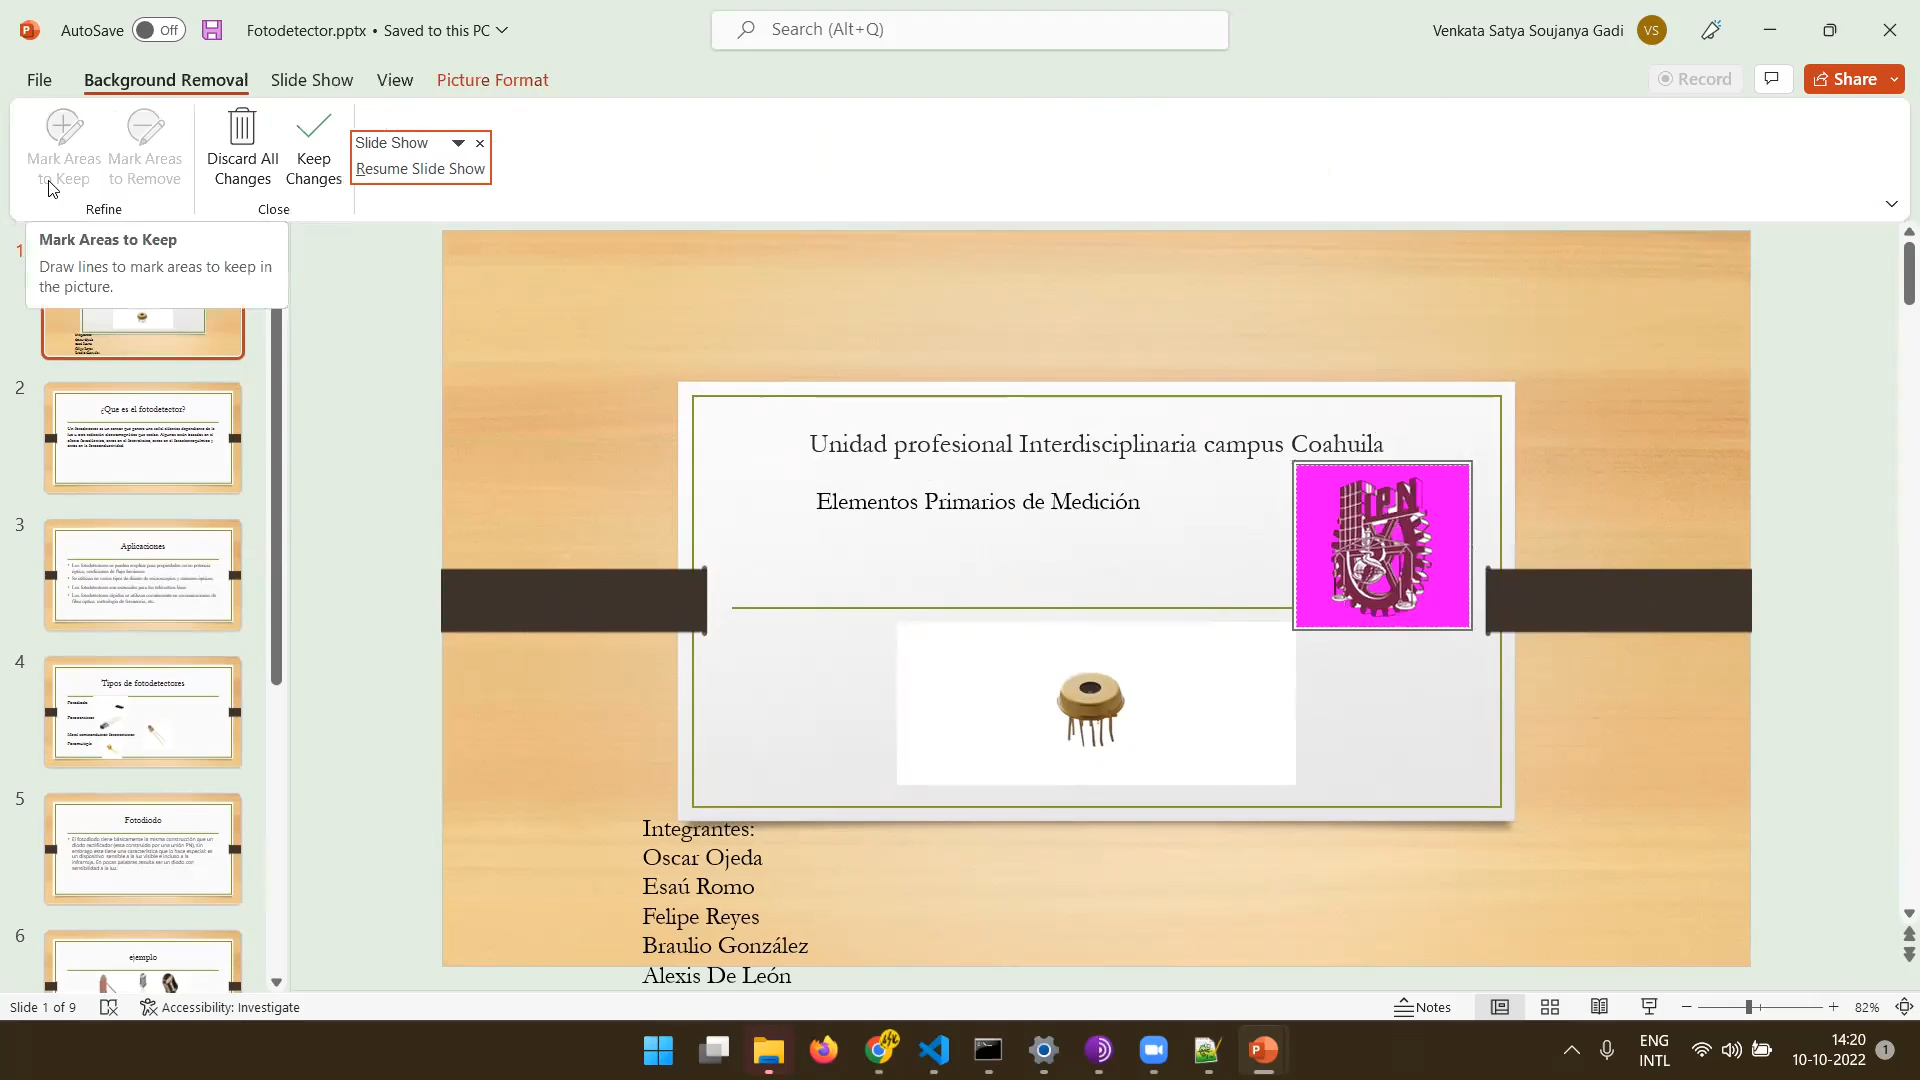 AutoSave
Off
Fotodetector.pptx • Saved to this PC
Search (Alt+Q)
Venkata Satya Soujanya Gadi
VS
File
Background Removal
Slide Show
View
Picture Format
Record
Share
Mark Areas to Keep
Mark Areas to Remove
Discard All Changes
Keep Changes
Refine
Close
Slide Show
Resume Slide Show
Mark Areas to Keep
Draw lines to mark areas to keep in
the picture.
1
2
¿Que es el fotodetector?
3
Aplicaciones
4
Tipos de fotodetectores
Fotodiodo
5
Fotodiodo
6
ejemplo
Unidad profesional Interdisciplinaria campus Coahuila
Elementos Primarios de Medición
IPN
Integrantes:
Oscar Ojeda
Esaú Romo
Felipe Reyes
Braulio González
Alexis De León
Slide 1 of 9
Accessibility: Investigate
Notes
82%
ENG
INTL
14:20
10-10-2022
1